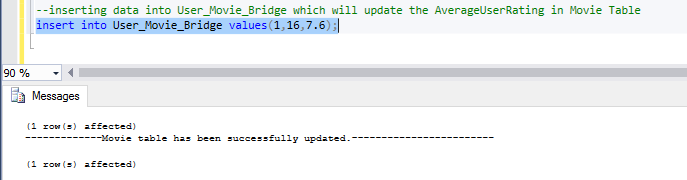 --inserting data into User_Movie_Bridge which will update the AverageUserRating in Movie Table
insert into User_Movie_Bridge values(1,16,7.6);
90 %
Messages
(1 row(s) affected)
-------------Movie table has been successfully updated.------------------------
(1 row(s) affected)